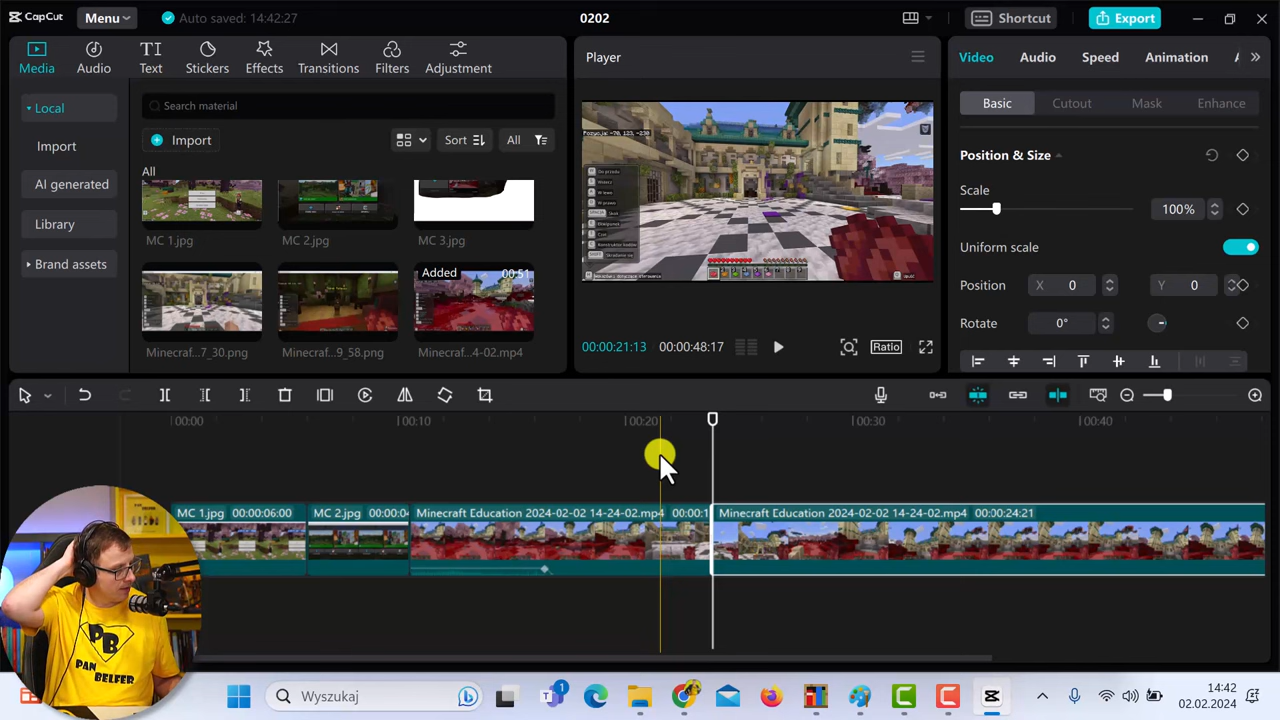 CapCut
Menu
Auto saved: 14:42:27
0202
Shortcut
Export
Media
Audio
Text
Stickers
Effects
Transitions
Filters
Adjustment
Local
Import
AI generated
Library
Brand assets
Search material
Import
Sort
All
All
MC 1.jpg
MC 2.jpg
MC 3.jpg
Added
00:51
Minecraf...7_30.png
Minecraf...9_58.png
Minecraf...4-02.mp4
Player
Pozycja: -70, 123, -230
00:00:21:13
00:00:48:17
Ratio
Video
Audio
Speed
Animation
Basic
Cutout
Mask
Enhance
Position & Size
Scale
100%
Uniform scale
Position
X 0
Y 0
Rotate
0°
00:00
00:10
00:20
00:30
00:40
MC 1.jpg 00:00:06:00
MC 2.jpg 00:00:0
Minecraft Education 2024-02-02 14-24-02.mp4 00:00:1
Minecraft Education 2024-02-02 14-24-02.mp4 00:00:24:21
PB
PAN
BELFER
Wyszukaj
1
14:42
02.02.2024